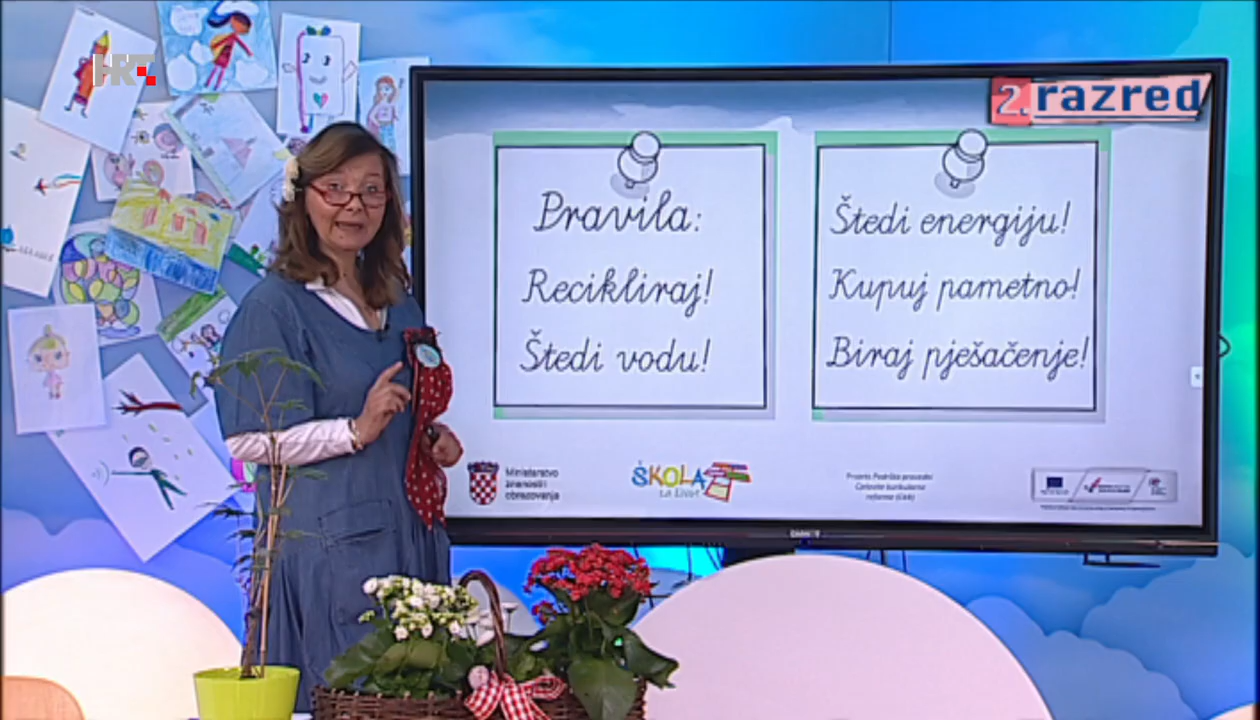 HRT
2. razred
Pravila:
Recikliraj!
Štedi vodu!
Štedi energiju!
Kupuj pametno!
Biraj pješačenje!
Ministarstvo
znanosti i
obrazovanja
ŠKOLA
za život